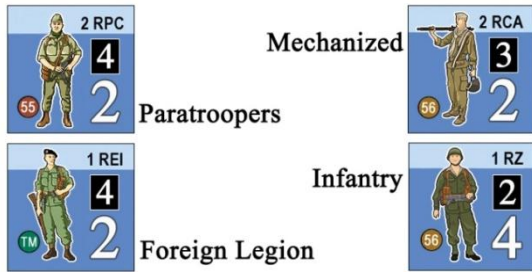 2 RPC
4
55
2
Paratroopers
Mechanized
2 RCA
3
56
2
1 REI
4
TM
2
Foreign Legion
Infantry
1 RZ
2
56
4